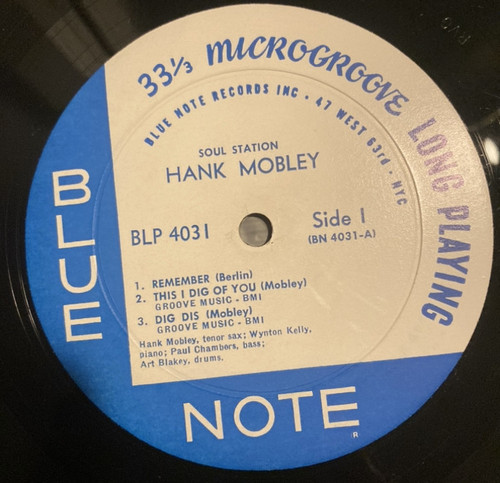 33⅓ MICROGROOVE LONG PLAYING
BLUE NOTE RECORDS INC · 47 WEST 63rd · NYC
SOUL STATION
HANK MOBLEY
BLP 4031
Side 1
(BN 4031-A)
1. REMEMBER (Berlin)
2. THIS I DIG OF YOU (Mobley)
GROOVE MUSIC - BMI
3. DIG DIS (Mobley)
GROOVE MUSIC - BMI
Hank Mobley, tenor sax; Wynton Kelly,
piano; Paul Chambers, bass;
Art Blakey, drums.
BLUE
NOTE
R
RVG